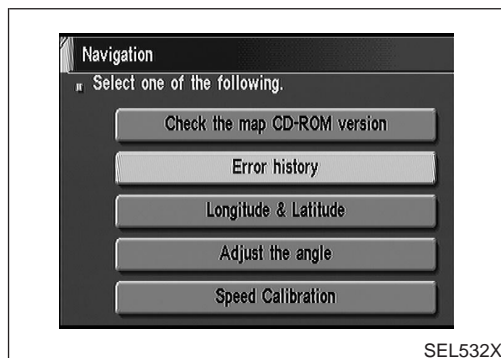 Navigation
Select one of the following.
Check the map CD-ROM version
Error history
Longitude & Latitude
Adjust the angle
Speed Calibration
SEL532X